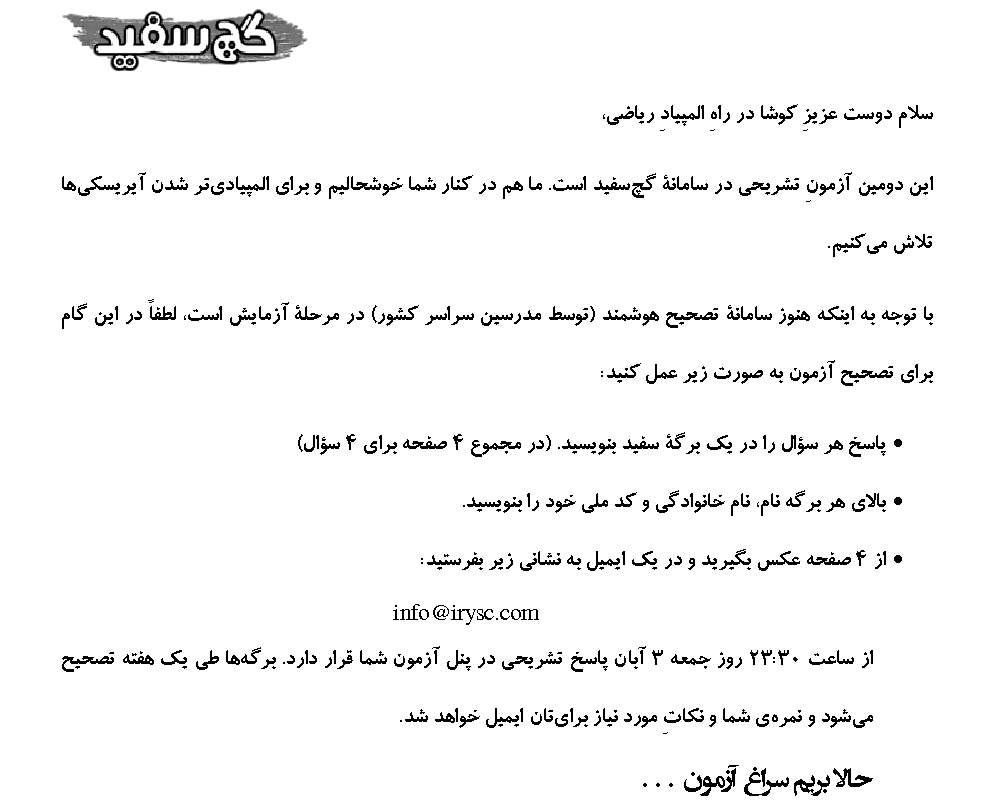 گچ سفید
سلام دوست عزیزِ کوشا در راهِ المپیادِ ریاضی،
این دومین آزمونِ تشریحی در سامانهٔ گچ‌سفید است. ما هم در کنار شما خوشحالیم و برای المپیادی‌تر شدن آیریسکی‌ها
تلاش می‌کنیم.
با توجه به اینکه هنوز سامانهٔ تصحیح هوشمند (توسط مدرسین سراسر کشور) در مرحلهٔ آزمایش است، لطفاً در این گام
برای تصحیح آزمون به صورت زیر عمل کنید:
• پاسخ هر سؤال را در یک برگهٔ سفید بنویسید. (در مجموع ۴ صفحه برای ۴ سؤال)
• بالای هر برگه نام، نام خانوادگی و کد ملی خود را بنویسید.
• از ۴ صفحه عکس بگیرید و در یک ایمیل به نشانی زیر بفرستید:
info@irysc.com
از ساعت ۲۳:۳۰ روز جمعه ۳ آبان پاسخ تشریحی در پنل آزمون شما قرار دارد. برگه‌ها طی یک هفته تصحیح
می‌شود و نمره‌ی شما و نکاتِ مورد نیاز برای‌تان ایمیل خواهد شد.
حالا بریم سراغ آزمون ...